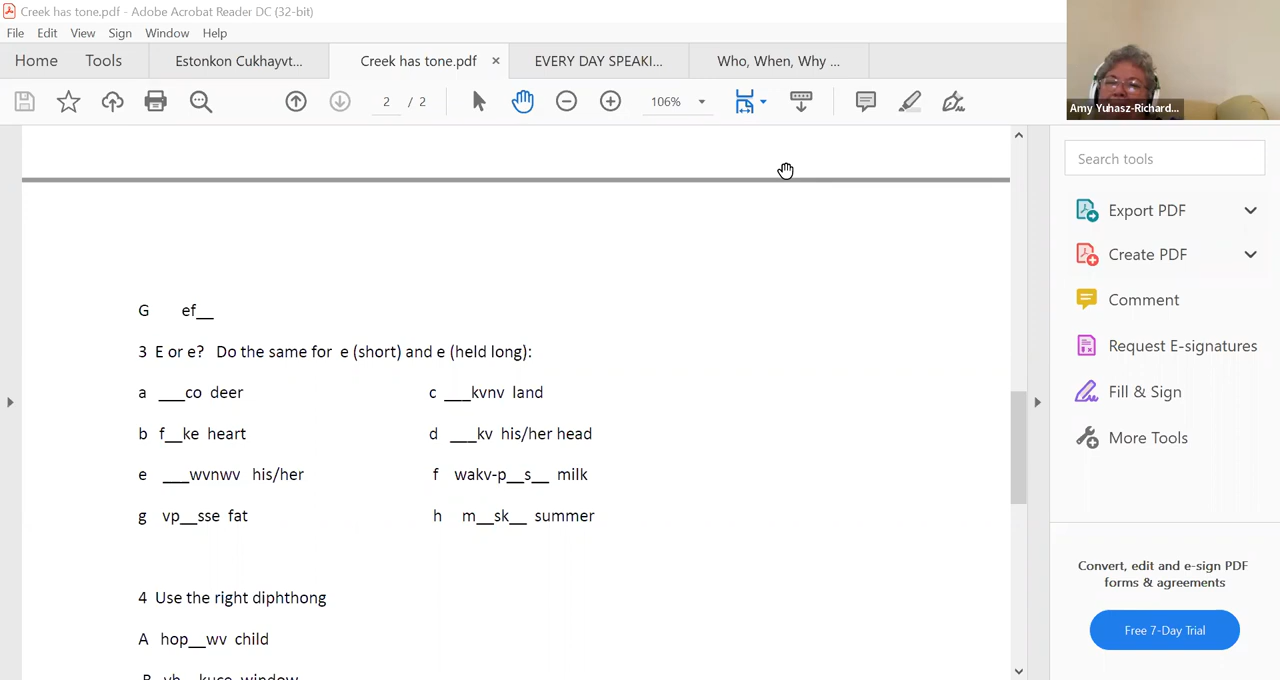 Creek has tone.pdf - Adobe Acrobat Reader DC (32-bit)
File Edit View Sign Window Help
Home Tools Estonkon Cukhayvt... Creek has tone.pdf × EVERY DAY SPEAKI... Who, When, Why ...
2 / 2 106%
Amy Yuhasz-Richard...
Search tools
Export PDF
Create PDF
Comment
Request E-signatures
Fill & Sign
More Tools
Convert, edit and e-sign PDF
forms & agreements
Free 7-Day Trial
G ef__
3 E or e? Do the same for e (short) and e (held long):
a ___co deer c ___kvnv land
b f__ke heart d ___kv his/her head
e ___wvnwv his/her f wakv-p__s__ milk
g vp__sse fat h m__sk__ summer
4 Use the right diphthong
A hop__wv child